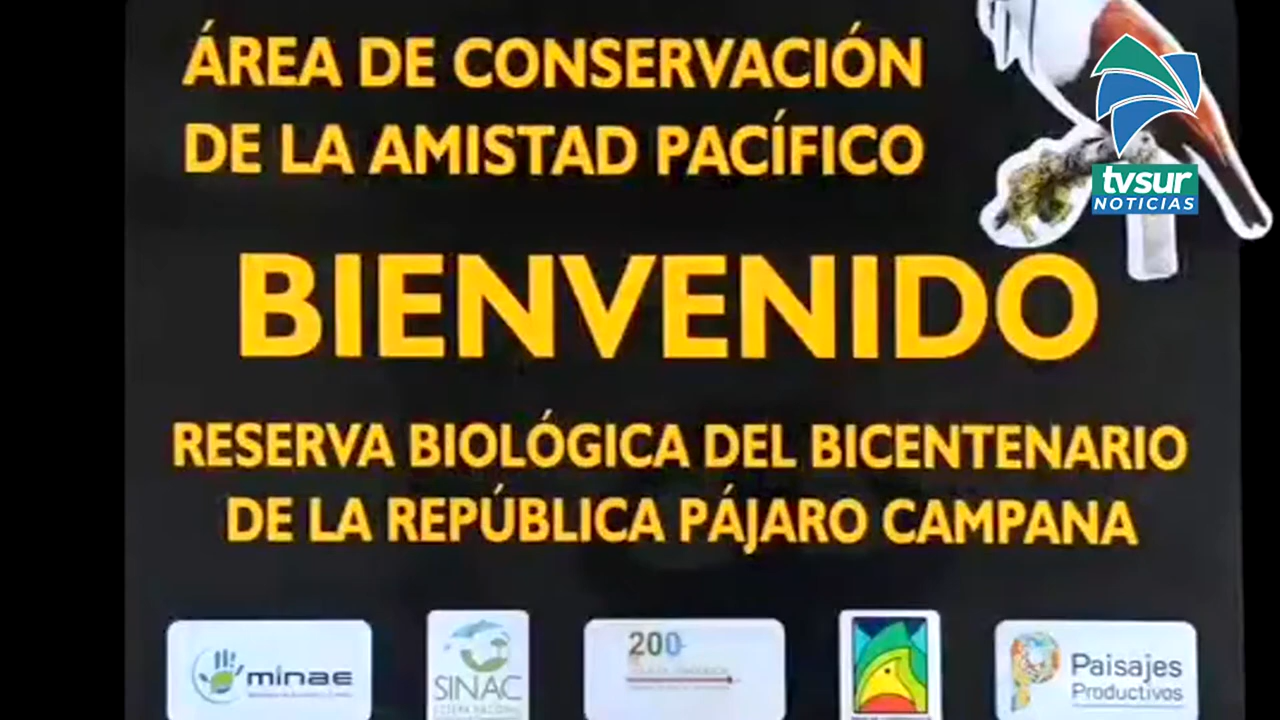 ÁREA DE CONSERVACIÓN
DE LA AMISTAD PACÍFICO
tvsur
NOTICIAS
BIENVENIDO
RESERVA BIOLÓGICA DEL BICENTENARIO
DE LA REPÚBLICA PÁJARO CAMPANA
minae
SINAC
200
Paisajes
Productivos